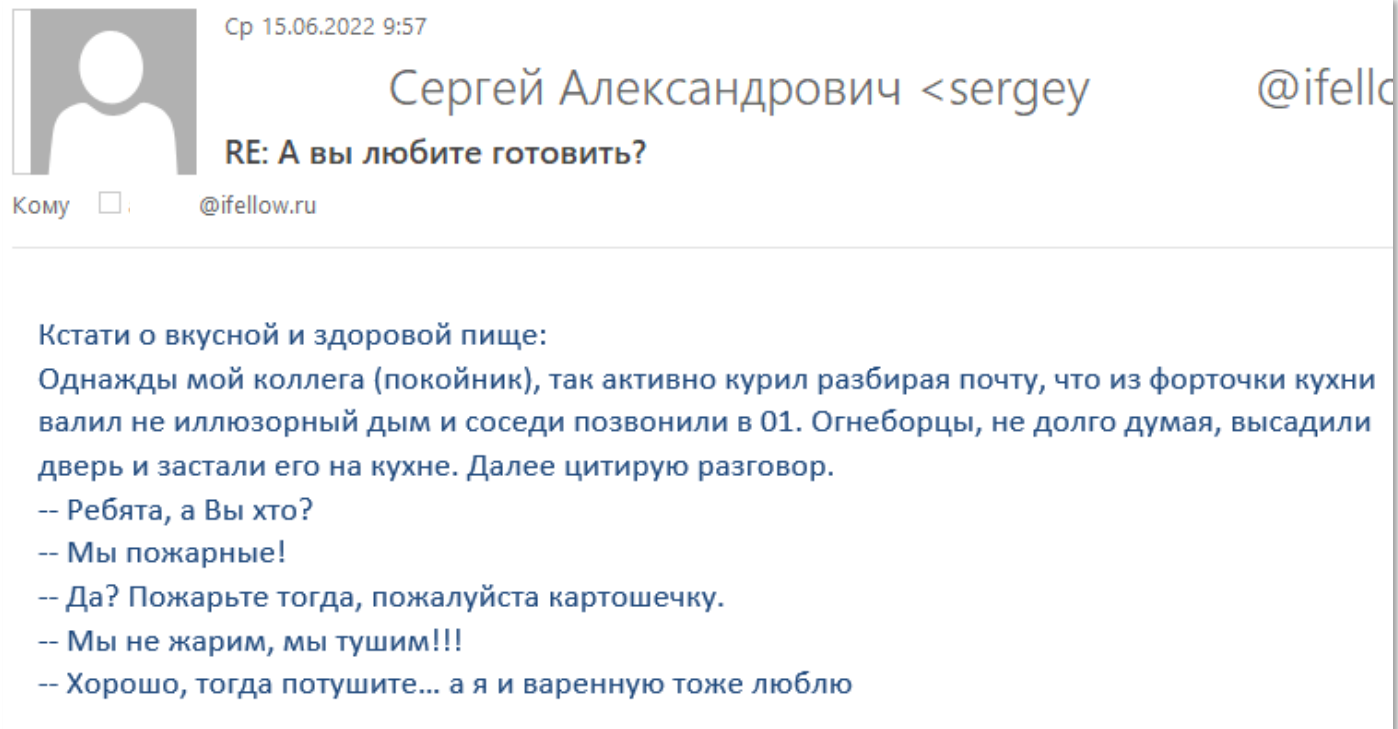 Ср 15.06.2022 9:57
Сергей Александрович <sergey @ifello
RE: А вы любите готовить?
Кому @ifellow.ru
Кстати о вкусной и здоровой пище:
Однажды мой коллега (покойник), так активно курил разбирая почту, что из форточки кухни
валил не иллюзорный дым и соседи позвонили в 01. Огнеборцы, не долго думая, высадили
дверь и застали его на кухне. Далее цитирую разговор.
-- Ребята, а Вы хто?
-- Мы пожарные!
-- Да? Пожарьте тогда, пожалуйста картошечку.
-- Мы не жарим, мы тушим!!!
-- Хорошо, тогда потушите... а я и варенную тоже люблю